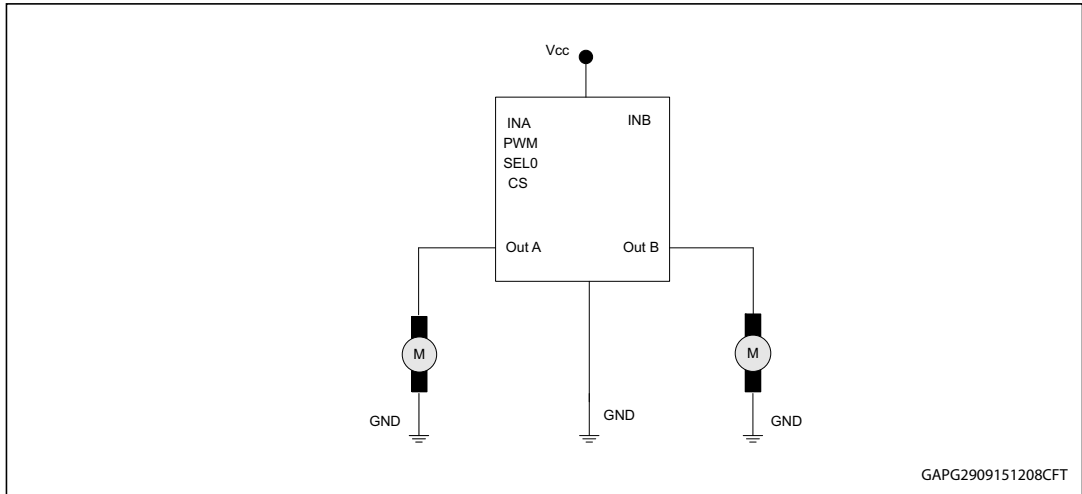 Vcc
INA INB
PWM
SEL0
CS
Out A Out B
M M
GND GND GND
GAPG2909151208CFT